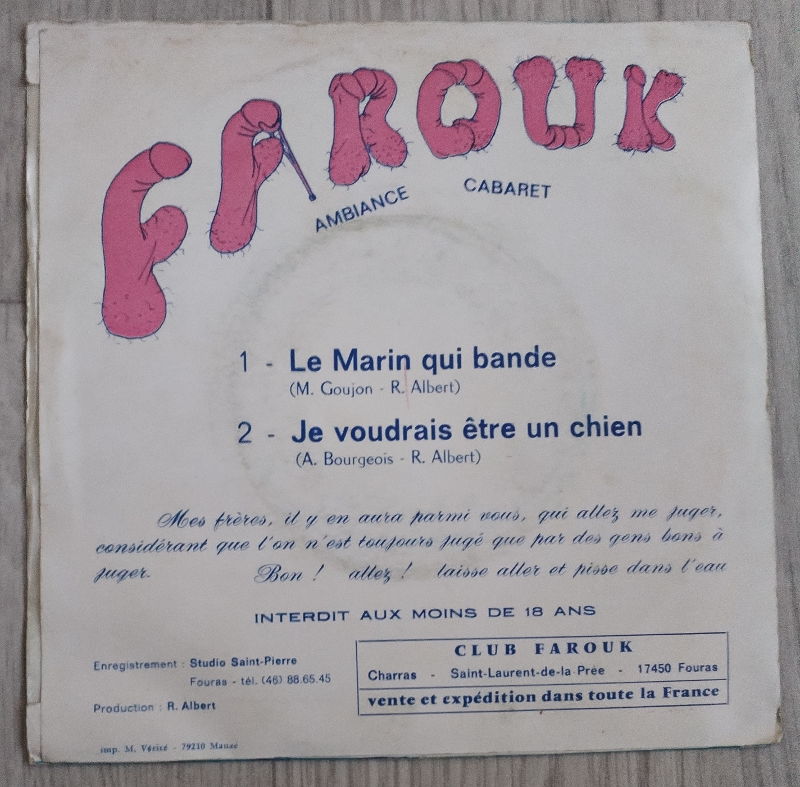 FAROUK
AMBIANCE CABARET
1 - Le Marin qui bande
(M. Goujon - R. Albert)
2 - Je voudrais être un chien
(A. Bourgeois - R. Albert)
Mes frères, il y en aura parmi vous, qui allez me juger,
considérant que l'on n'est toujours jugé que par des gens bons à
juger. Bon ! allez ! laisse aller et pisse dans l'eau
INTERDIT AUX MOINS DE 18 ANS
Enregistrement : Studio Saint-Pierre
Fouras - tél. (46) 88.65.45
Production : R. Albert
CLUB FAROUK
Charras - Saint-Laurent-de-la Prée - 17450 Fouras
vente et expédition dans toute la France
imp. M. Vérité - 79210 Mauzé